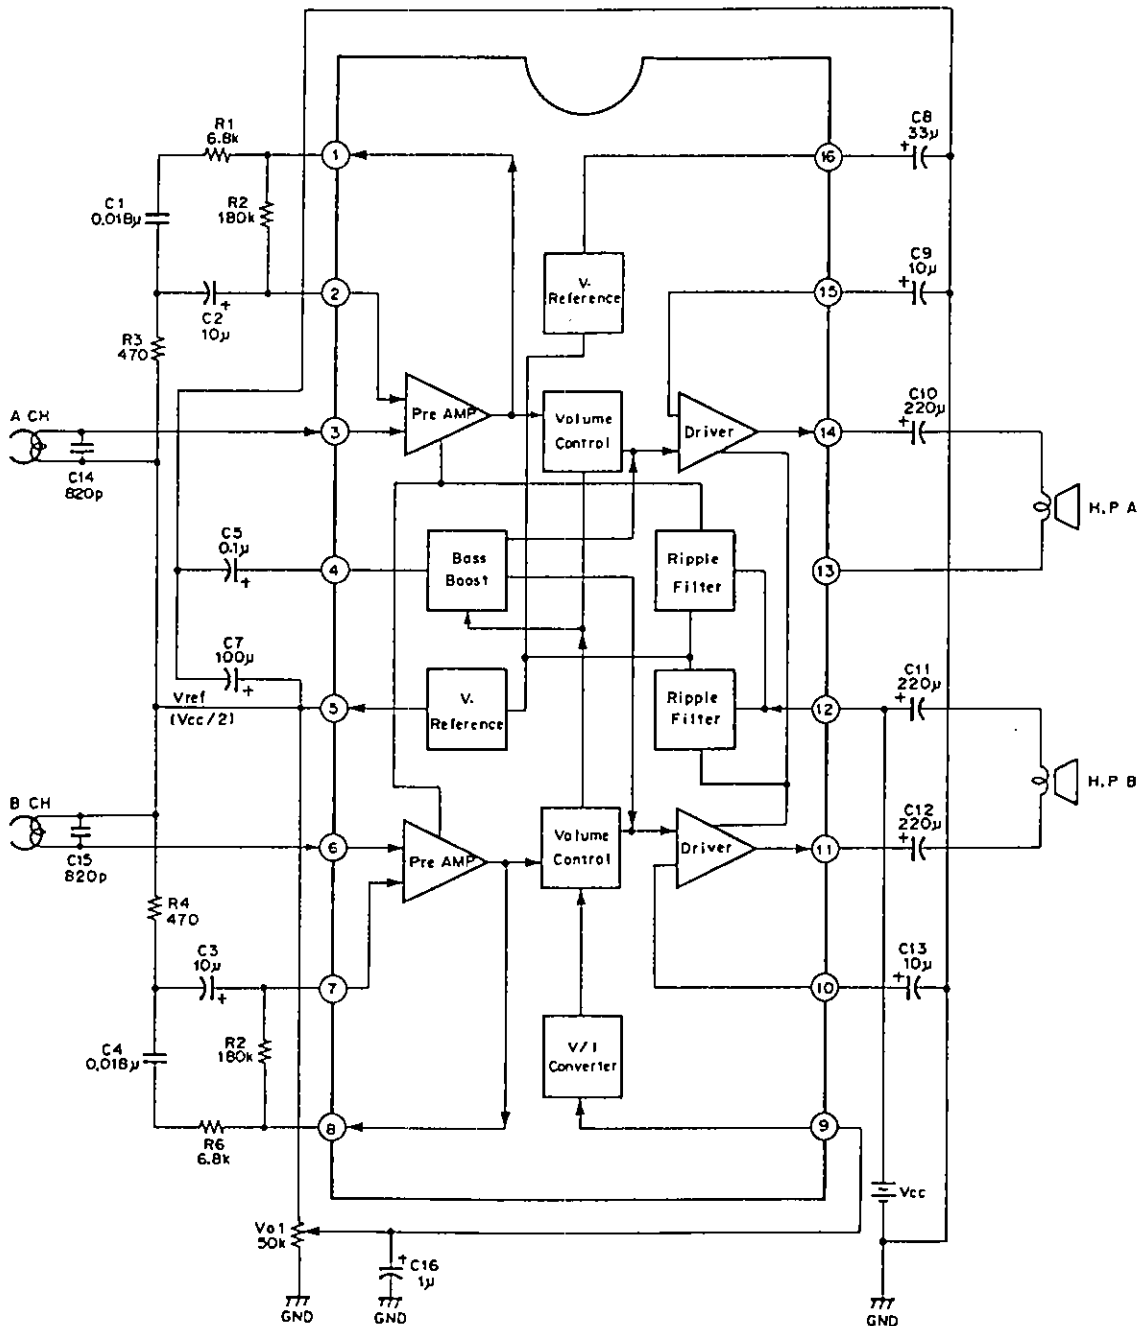 C8
33μ
R1
6.8k
1
16
C1
0.018μ
R2
180k
C9
10μ
V-
Reference
2
15
C2
10μ
R3
470
C10
220μ
A CH
3
Pre AMP
Volume
Control
Driver
14
C14
820p
H.P A
C5
0.1μ
4
Bass
Boost
Ripple
Filter
13
C7
100μ
C11
220μ
Vref
(Vcc/2)
5
V-
Reference
Ripple
Filter
12
H.P B
B CH
C12
220μ
6
Pre AMP
Volume
Control
Driver
11
C15
820p
R4
470
C3
10μ
C13
10μ
7
10
C4
0.018μ
R2
180k
V/I
Converter
8
9
R6
6.8k
Vcc
Vol
50k
C16
1μ
GND
GND
GND